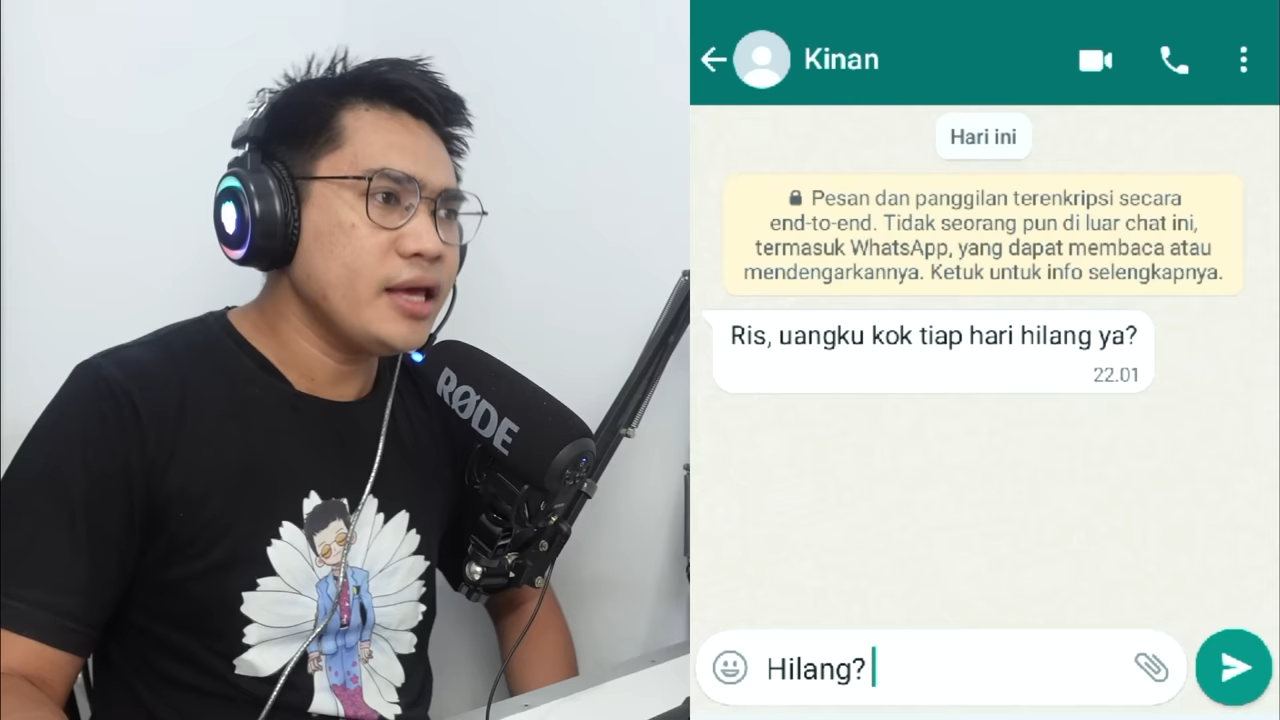 RØDE
Kinan
Hari ini
Pesan dan panggilan terenkripsi secara
end-to-end. Tidak seorang pun di luar chat ini,
termasuk WhatsApp, yang dapat membaca atau
mendengarkannya. Ketuk untuk info selengkapnya.
Ris, uangku kok tiap hari hilang ya?
22.01
Hilang?